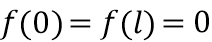 f(0) = f(l) = 0